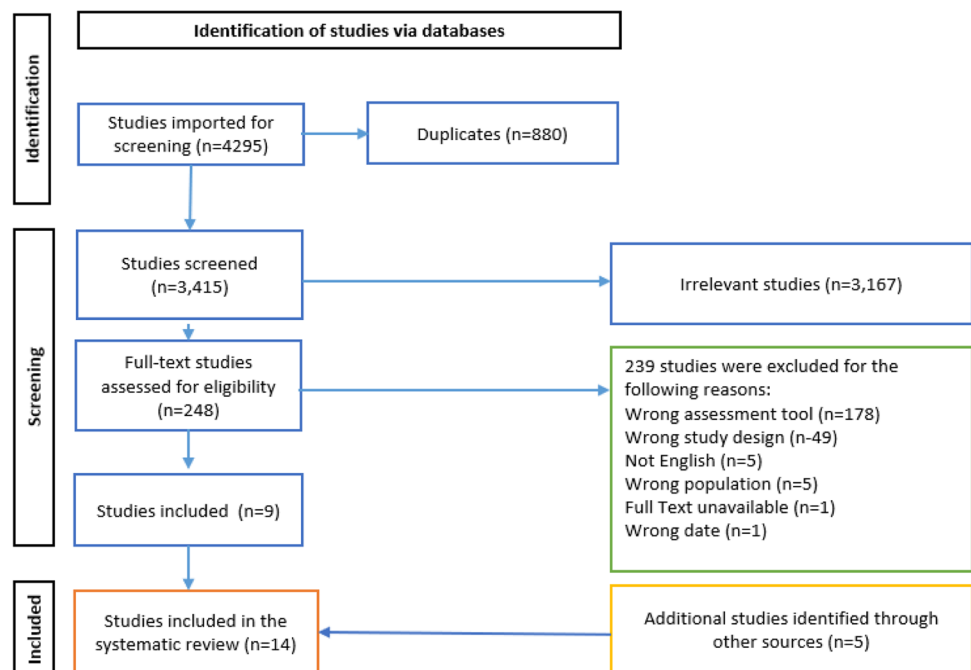 Identification of studies via databases
Identification
Studies imported for
screening (n=4295)
Duplicates (n=880)
Screening
Studies screened
(n=3,415)
Irrelevant studies (n=3,167)
Full-text studies
assessed for eligibility
(n=248)
239 studies were excluded for the
following reasons:
Wrong assessment tool (n=178)
Wrong study design (n-49)
Not English (n=5)
Wrong population (n=5)
Full Text unavailable (n=1)
Wrong date (n=1)
Studies included (n=9)
Included
Studies included in the
systematic review (n=14)
Additional studies identified through
other sources (n=5)